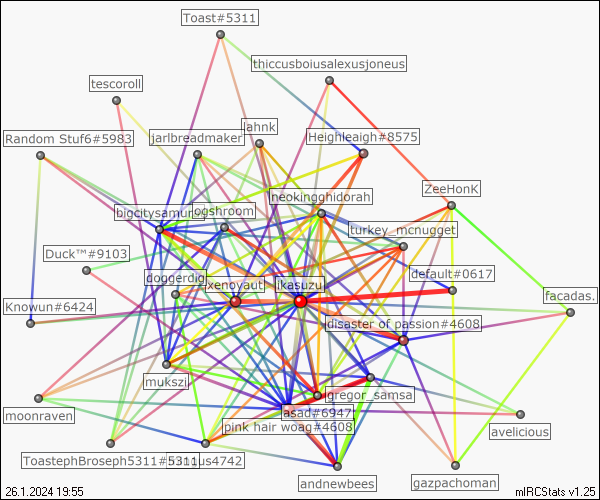 Toast#5311
thiccusboiusalexusjoneus
tescoroll
lahnk
Random Stuf6#5983
jarlbreadmaker
Heighleaigh#8575
ZeeHonK
neokingghidorah
bigcitysamurai
ogshroom
turkey_mcnugget
Duck™#9103
default#0617
doggerdig
xenoyaut
ikasuzu
facadas.
Knowun#6424
disaster of passion#4608
mukszi
gregor_samsa
moonraven
asad#6947
pink hair woag#4608
avelicious
ToastephBroseph5311#5311
us4742
andnewbees
gazpachoman
26.1.2024 19:55
mIRCStats v1.25